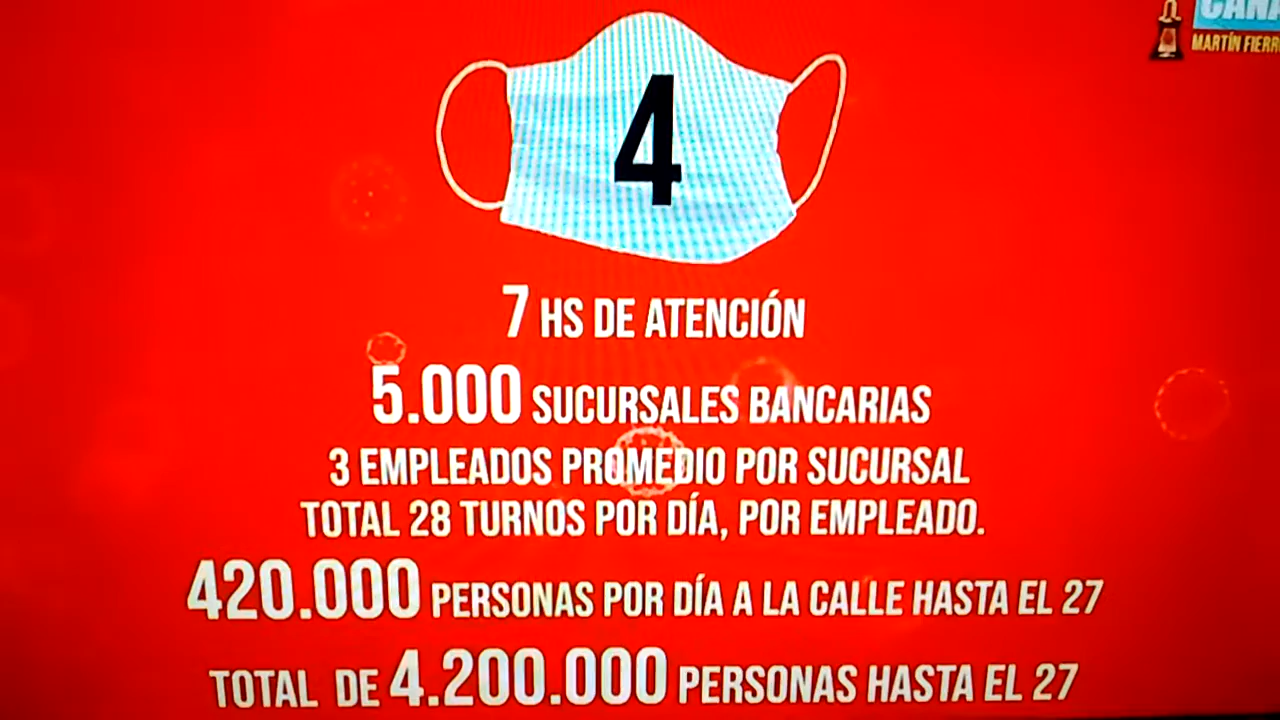 CANA
MARTÍN FIERR
4
7 HS DE ATENCIÓN
5.000 SUCURSALES BANCARIAS
3 EMPLEADOS PROMEDIO POR SUCURSAL
TOTAL 28 TURNOS POR DÍA, POR EMPLEADO.
420.000 PERSONAS POR DÍA A LA CALLE HASTA EL 27
TOTAL DE 4.200.000 PERSONAS HASTA EL 27